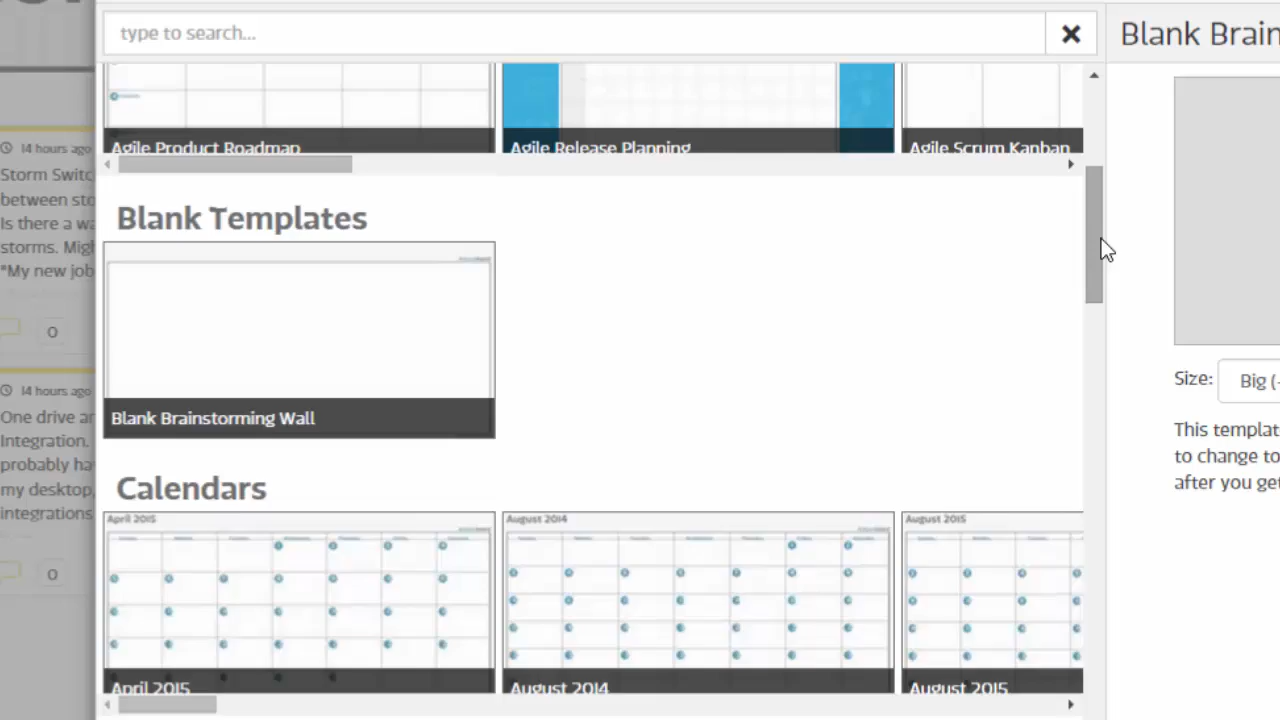 type to search...
Blank Brain
Agile Product Roadmap
Agile Release Planning
Agile Scrum Kanban
14 hours ago
Storm Switc
between sto
Is there a wa
storms. Migh
*My new job
0
14 hours ago
One drive an
Integration.
probably ha
my desktop,
integrations
0
Blank Templates
Blank Brainstorming Wall
Calendars
April 2015
August 2014
August 2015
April 2015
August 2014
August 2015
Size:
Big (-
This templat
to change to
after you get